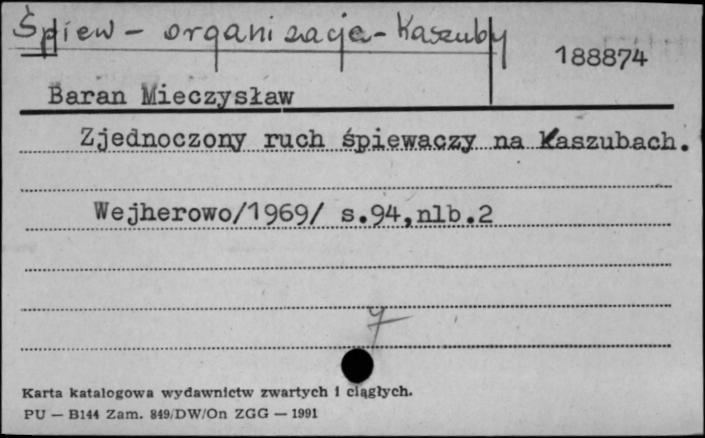 Śpiew - organizacje - Kaszuby
188874
Baran Mieczysław
Zjednoczony ruch śpiewaczy na Kaszubach.
Wejherowo/1969/ s.94,nlb.2
7
Karta katalogowa wydawnictw zwartych i ciągłych.
PU — B144 Zam. 849/DW/On ZGG — 1991